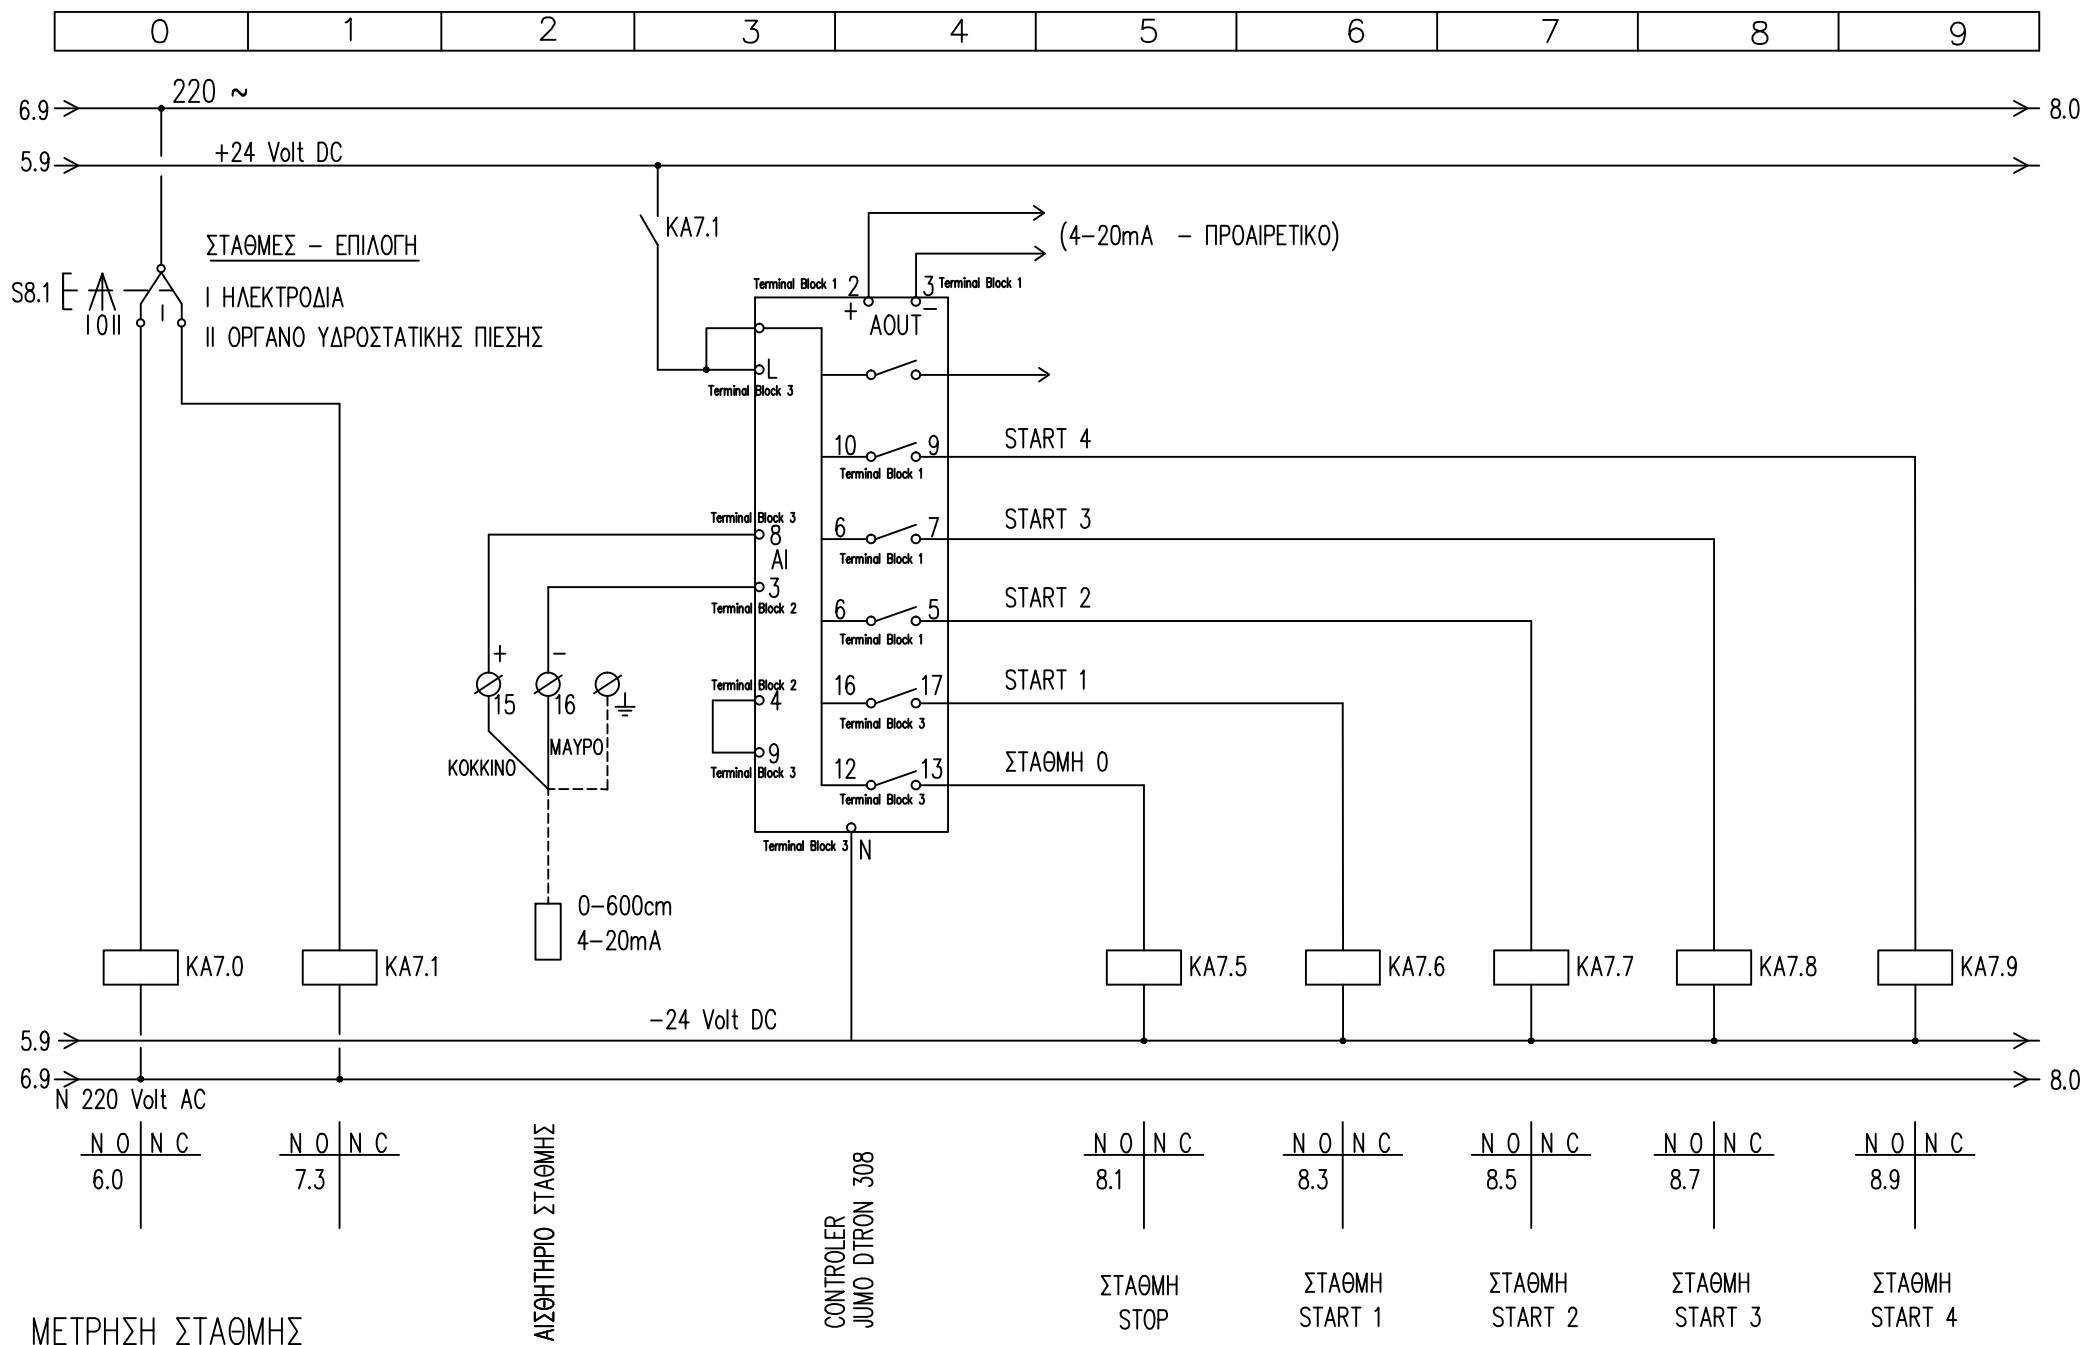 0 1 2 3 4 5 6 7 8 9
220 ~
6.9
8.0
+24 Volt DC
5.9
KA7.1
(4-20mA - ΠΡΟΑΙΡΕΤΙΚΟ)
ΣΤΑΘΜΕΣ - ΕΠΙΛΟΓΗ
S8.1
I 0 II
I ΗΛΕΚΤΡΟΔΙΑ
II ΟΡΓΑΝΟ ΥΔΡΟΣΤΑΤΙΚΗΣ ΠΙΕΣΗΣ
Terminal Block 1 2
3 Terminal Block 1
+ AOUT -
L
Terminal Block 3
10 9
Terminal Block 1
START 4
Terminal Block 3
8
AI
3
Terminal Block 2
6 7
Terminal Block 1
START 3
6 5
Terminal Block 1
START 2
+ -
15 16
Terminal Block 2
4
9
Terminal Block 3
16 17
Terminal Block 3
START 1
ΚΟΚΚΙΝΟ
ΜΑΥΡΟ
12 13
Terminal Block 3
ΣΤΑΘΜΗ 0
Terminal Block 3 N
0-600cm
4-20mA
KA7.0
KA7.1
KA7.5
KA7.6
KA7.7
KA7.8
KA7.9
-24 Volt DC
5.9
6.9
8.0
N 220 Volt AC
N O N C
6.0
N O N C
7.3
N O N C
8.1
N O N C
8.3
N O N C
8.5
N O N C
8.7
N O N C
8.9
ΑΙΣΘΗΤΗΡΙΟ ΣΤΑΘΜΗΣ
CONTROLER
JUMO DTRON 308
ΣΤΑΘΜΗ
STOP
ΣΤΑΘΜΗ
START 1
ΣΤΑΘΜΗ
START 2
ΣΤΑΘΜΗ
START 3
ΣΤΑΘΜΗ
START 4
ΜΕΤΡΗΣΗ ΣΤΑΘΜΗΣ